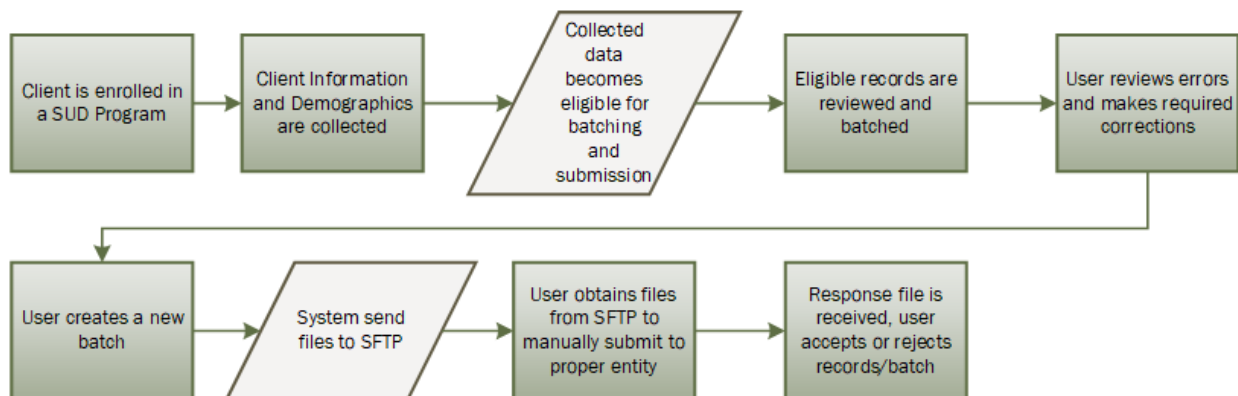 Client is enrolled in
a SUD Program
Client Information
and Demographics
are collected
Collected
data
becomes
eligible for
batching
and
submission
Eligible records are
reviewed and
batched
User reviews errors
and makes required
corrections
User creates a new
batch
System send
files to SFTP
User obtains files
from SFTP to
manually submit to
proper entity
Response file is
received, user
accepts or rejects
records/batch